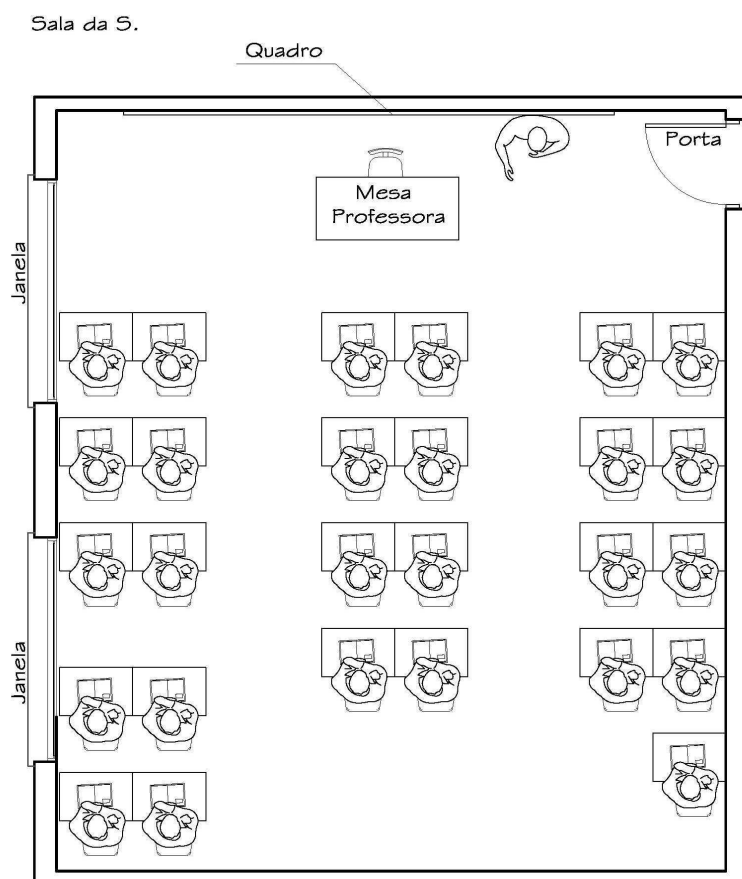 Sala da S.
Quadro
Porta
Mesa
Professora
Janela
Janela